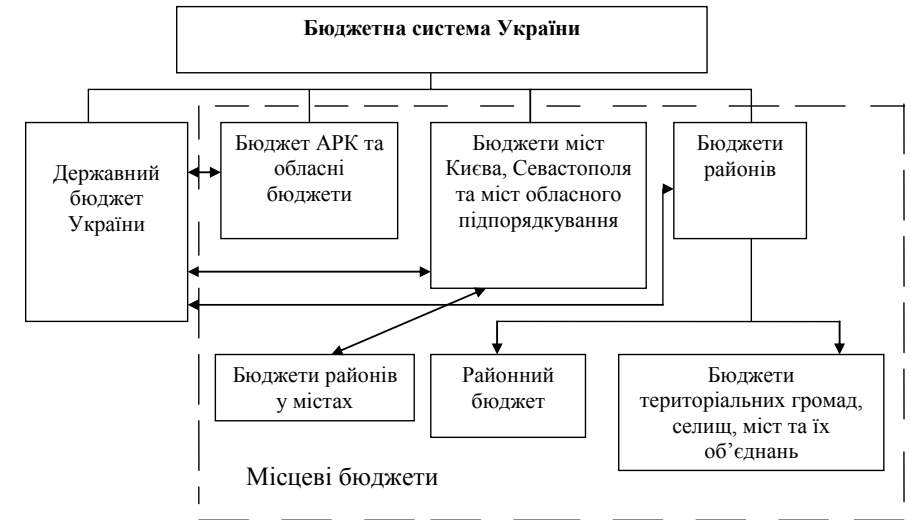 Бюджетна система України
Державний
бюджет
України
Бюджет АРК та
обласні
бюджети
Бюджети міст
Києва, Севастополя
та міст обласного
підпорядкування
Бюджети
районів
Бюджети районів
у містах
Районний
бюджет
Бюджети
територіальних громад,
селищ, міст та їх
об’єднань
Місцеві бюджети